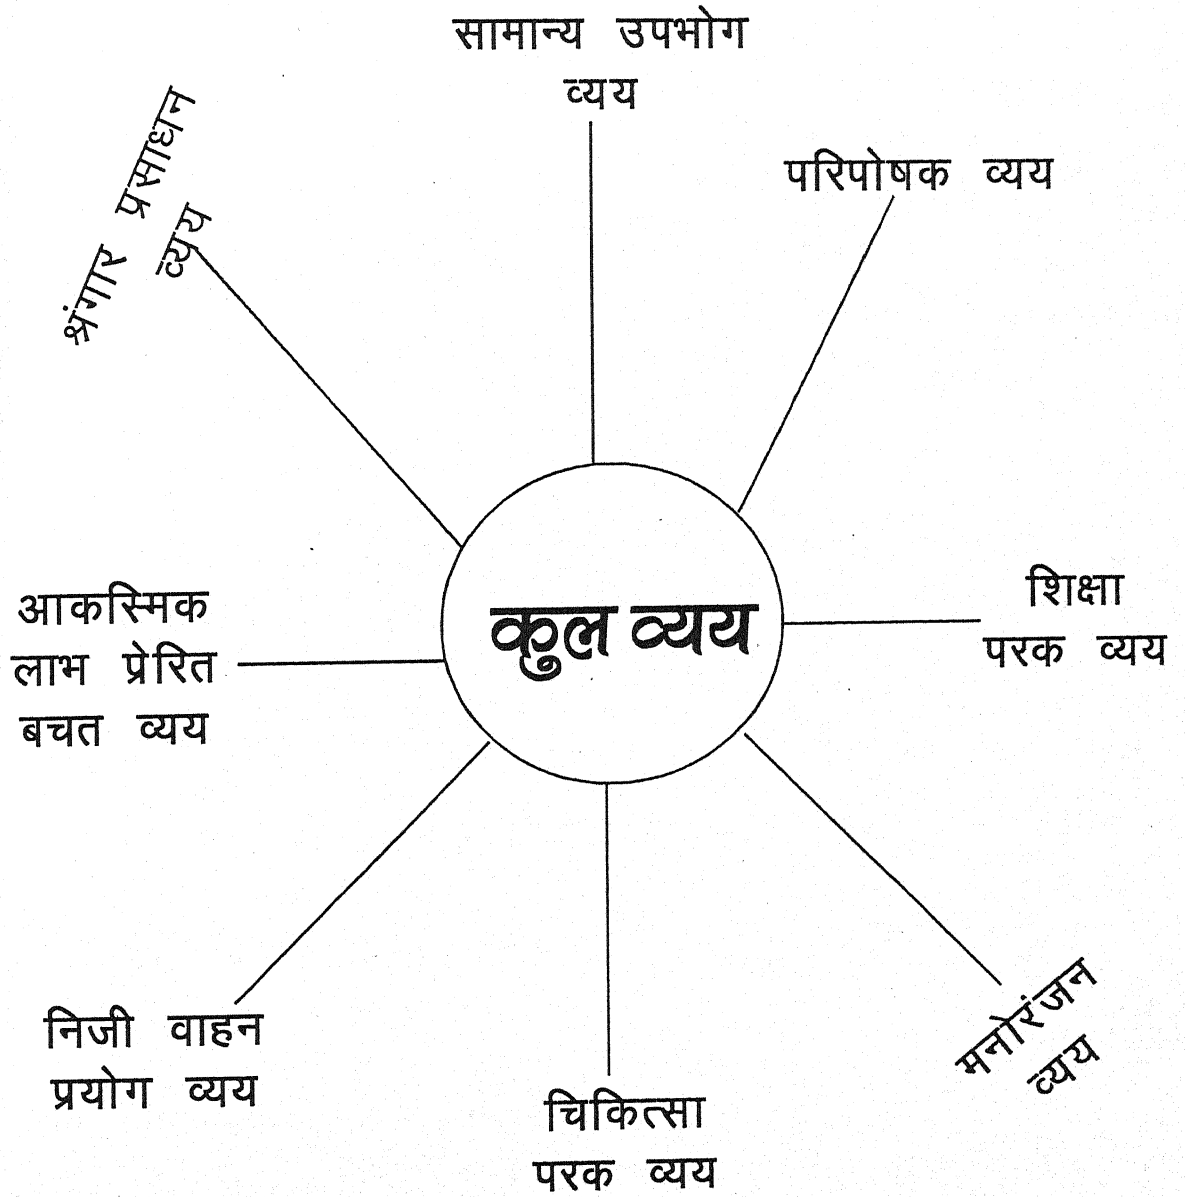 सामान्य उपभोग
व्यय
परिपोषक व्यय
शिक्षा
परक व्यय
मनोरंजन
व्यय
चिकित्सा
परक व्यय
निजी वाहन
प्रयोग व्यय
आकस्मिक
लाभ प्रेरित
बचत व्यय
श्रंगार प्रसाधन
व्यय
कुल व्यय